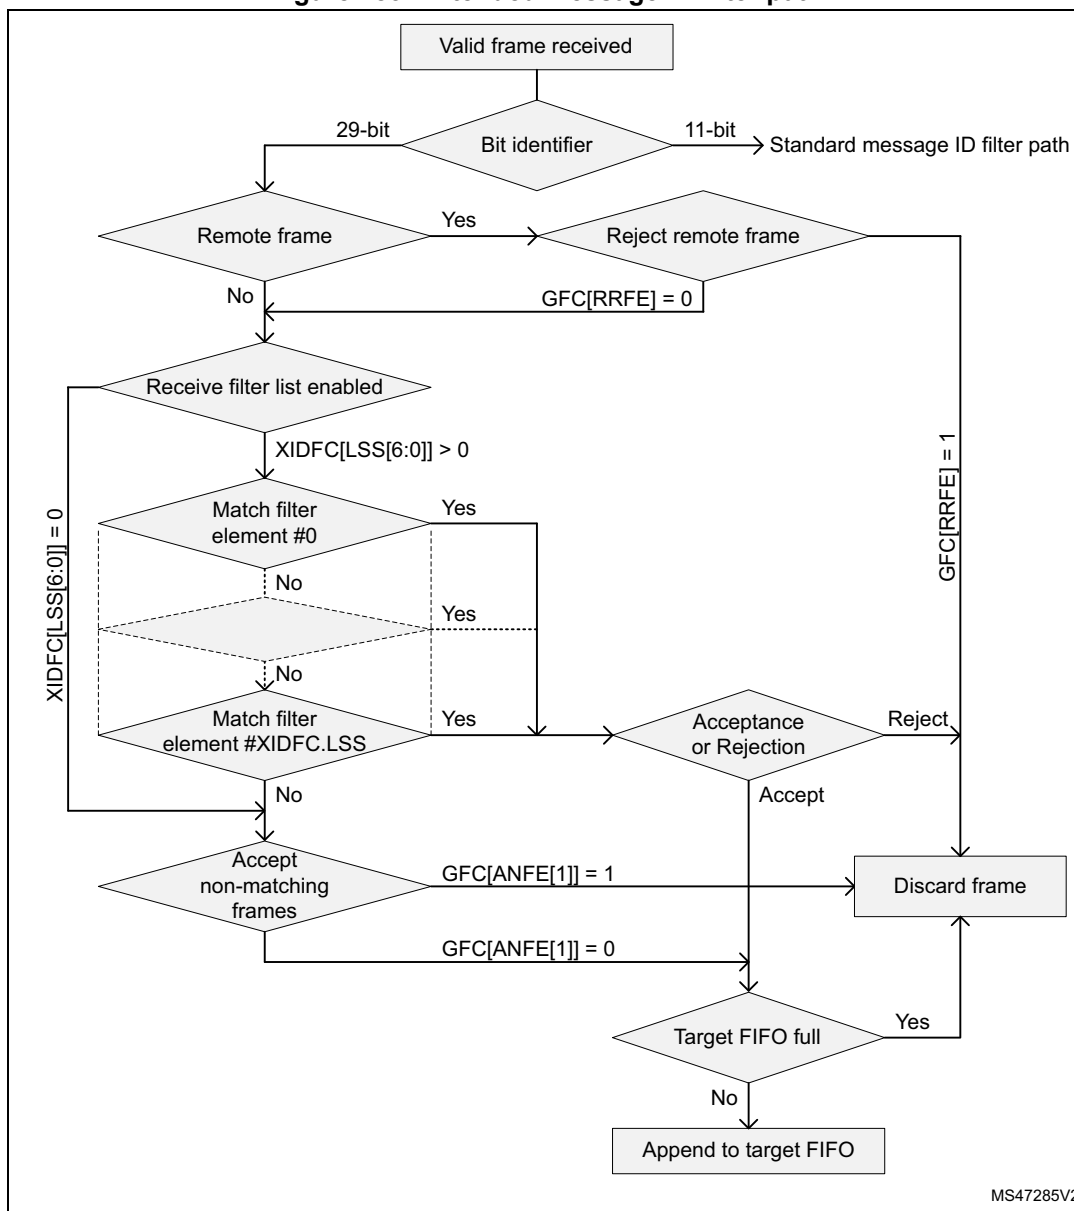 Valid frame received
29-bit
Bit identifier
11-bit
Standard message ID filter path
Remote frame
Yes
Reject remote frame
No
GFC[RRFE] = 0
Receive filter list enabled
XIDFC[LSS[6:0]] > 0
GFC[RRFE] = 1
XIDFC[LSS[6:0]] = 0
Match filter
element #0
Yes
No
Yes
No
Match filter
element #XIDFC.LSS
Yes
Acceptance
or Rejection
Reject
No
Accept
Accept
non-matching
frames
GFC[ANFE[1]] = 1
Discard frame
GFC[ANFE[1]] = 0
Target FIFO full
Yes
No
Append to target FIFO
MS47285V2